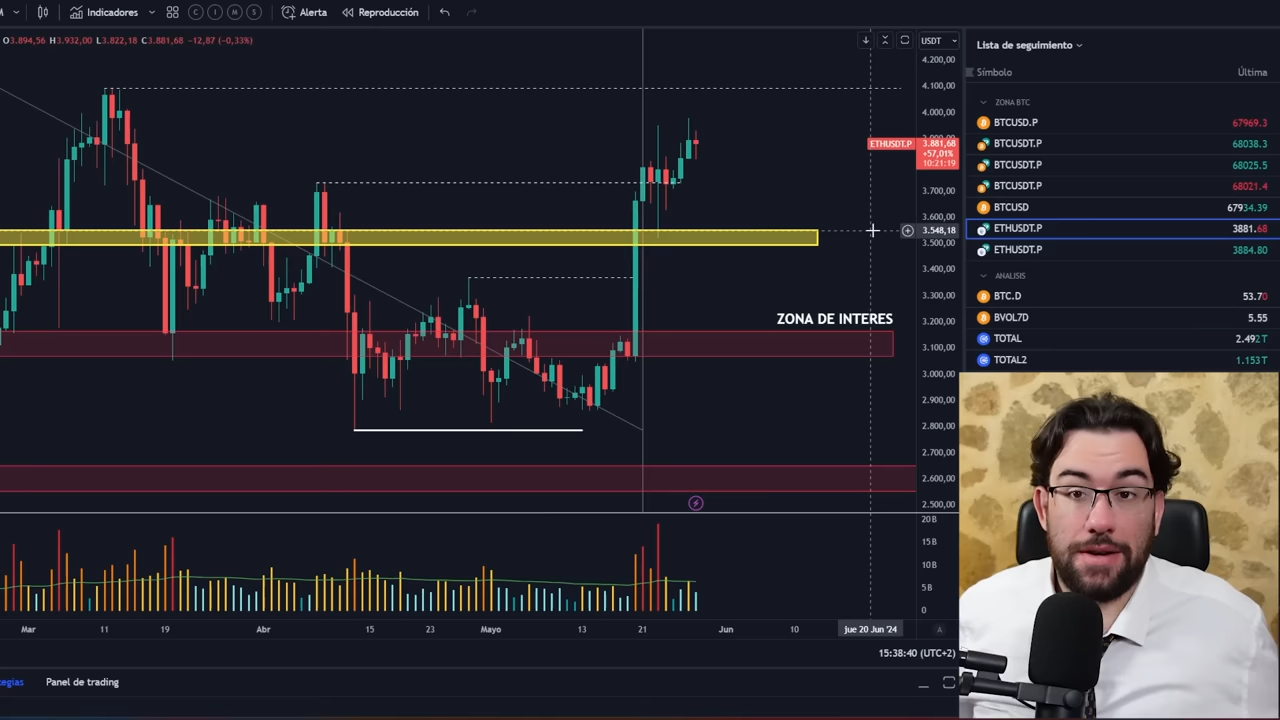 Indicadores
C I M S
Alerta
Reproducción
O3.894,56 H3.932,00 L3.822,18 C3.881,68 −12,87 (−0,33%)
USDT
4.200,00
4.100,00
4.000,00
ETHUSDT.P
3.881,68
+57,01%
10:21:19
3.700,00
3.600,00
3.548,18
3.500,00
3.400,00
3.300,00
3.200,00
3.100,00
3.000,00
2.900,00
2.800,00
2.700,00
2.600,00
2.500,00
ZONA DE INTERES
20B
15B
10B
5B
0
Mar 11 19 Abr 15 23 Mayo 13 21 Jun 10 jue 20 Jun '24 A
15:38:40 (UTC+2)
Panel de trading
Lista de seguimiento
Símbolo Última
ZONA BTC
BTCUSD.P 67969.3
BTCUSDT.P 68038.3
BTCUSDT.P 68025.5
BTCUSDT.P 68021.4
BTCUSD 67934.39
ETHUSDT.P 3881.68
ETHUSDT.P 3884.80
ANALISIS
BTC.D 53.70
BVOL7D 5.55
TOTAL 2.492T
TOTAL2 1.153T